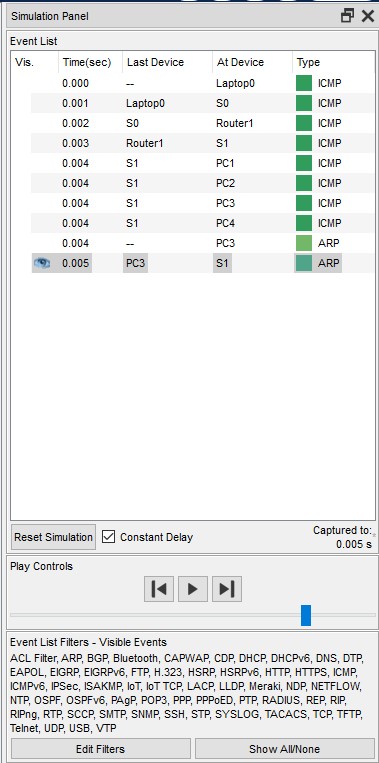 Simulation Panel
Event List
Vis. Time(sec) Last Device At Device Type
0.000 -- Laptop0 ICMP
0.001 Laptop0 S0 ICMP
0.002 S0 Router1 ICMP
0.003 Router1 S1 ICMP
0.004 S1 PC1 ICMP
0.004 S1 PC2 ICMP
0.004 S1 PC3 ICMP
0.004 S1 PC4 ICMP
0.004 -- PC3 ARP
0.005 PC3 S1 ARP
Reset Simulation Constant Delay Captured to:
0.005 s
Play Controls
Event List Filters - Visible Events
ACL Filter, ARP, BGP, Bluetooth, CAPWAP, CDP, DHCP, DHCPv6, DNS, DTP,
EAPOL, EIGRP, EIGRPv6, FTP, H.323, HSRP, HSRPv6, HTTP, HTTPS, ICMP,
ICMPv6, IPSec, ISAKMP, IoT, IoT TCP, LACP, LLDP, Meraki, NDP, NETFLOW,
NTP, OSPF, OSPFv6, PAgP, POP3, PPP, PPPoED, PTP, RADIUS, REP, RIP,
RIPng, RTP, SCCP, SMTP, SNMP, SSH, STP, SYSLOG, TACACS, TCP, TFTP,
Telnet, UDP, USB, VTP
Edit Filters Show All/None